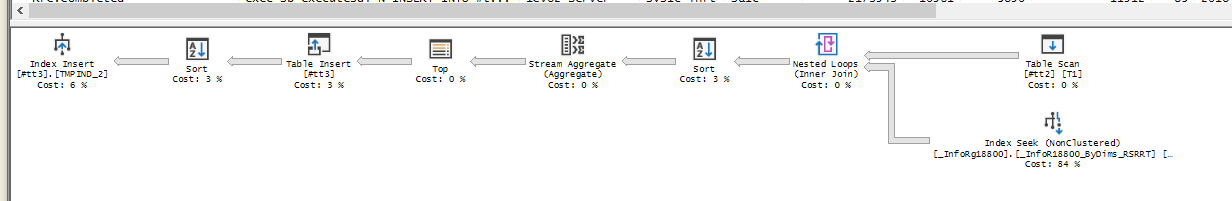 Index Insert
[#tt3].[TMPIND_2]
Cost: 6 %
Sort
Cost: 3 %
Table Insert
[#tt3]
Cost: 3 %
Top
Cost: 0 %
Stream Aggregate
(Aggregate)
Cost: 0 %
Sort
Cost: 3 %
Nested Loops
(Inner Join)
Cost: 0 %
Table Scan
[#tt2] [T1]
Cost: 0 %
Index Seek (NonClustered)
[_InfoRg18800].[_InfoR18800_ByDims_RSRRT] […
Cost: 84 %